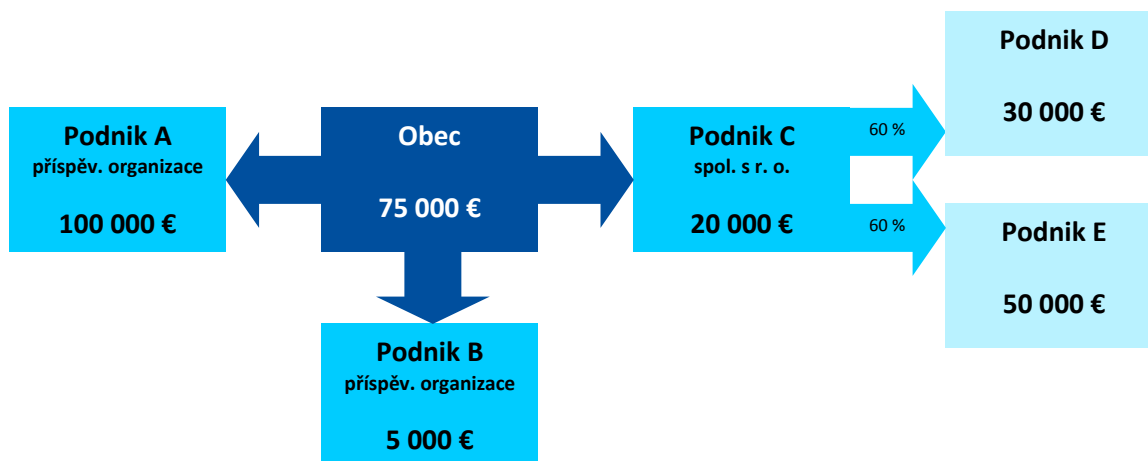 Podnik D
30 000 €
Podnik A
příspěv. organizace
100 000 €
Obec
75 000 €
Podnik C
spol. s r. o.
20 000 €
60 %
60 %
Podnik E
50 000 €
Podnik B
příspěv. organizace
5 000 €